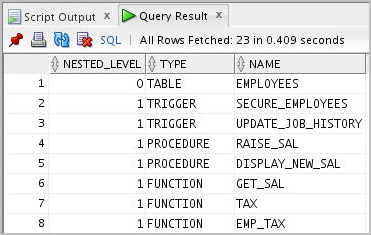 Script Output x Query Result x
SQL | All Rows Fetched: 23 in 0.409 seconds
NESTED_LEVEL TYPE NAME
1 0 TABLE EMPLOYEES
2 1 TRIGGER SECURE_EMPLOYEES
3 1 TRIGGER UPDATE_JOB_HISTORY
4 1 PROCEDURE RAISE_SAL
5 1 PROCEDURE DISPLAY_NEW_SAL
6 1 FUNCTION GET_SAL
7 1 FUNCTION TAX
8 1 FUNCTION EMP_TAX